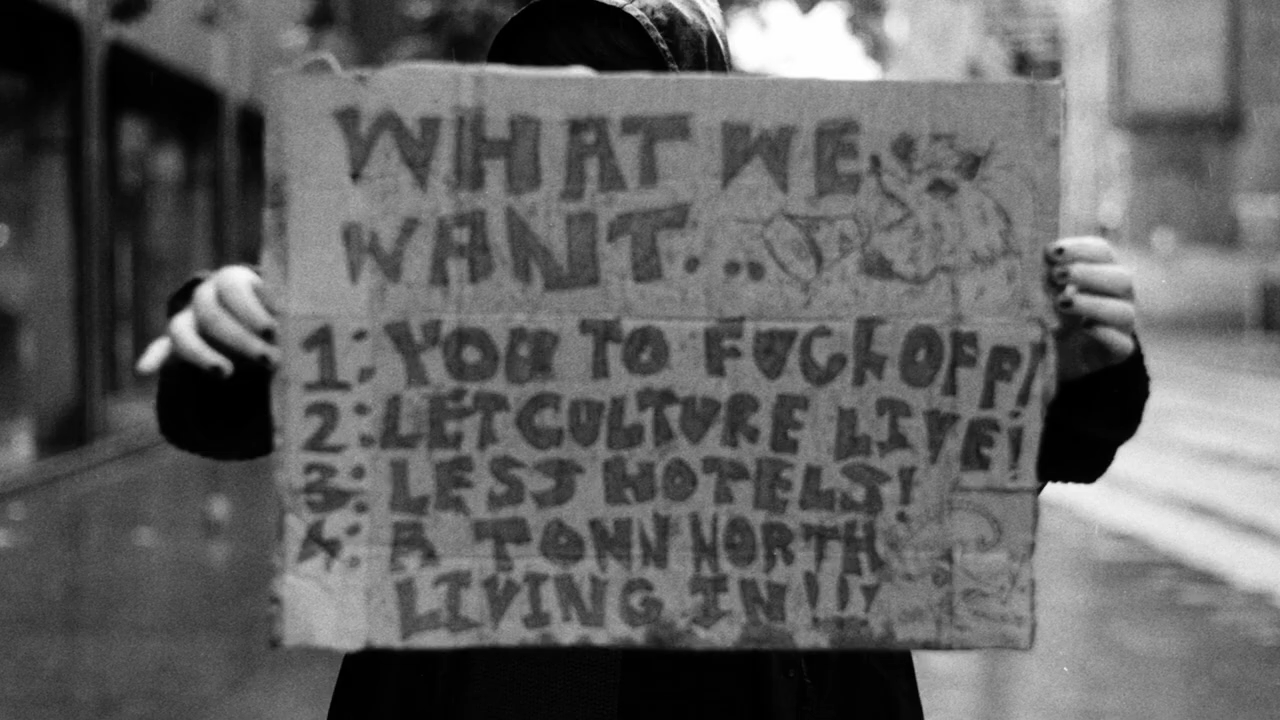 WHAT WE
WANT...
1: YOU TO FUCK OFF!
2: LET CULTURE LIVE!
3: LESS HOTELS!
4: A TOWN WORTH
LIVING IN!!!